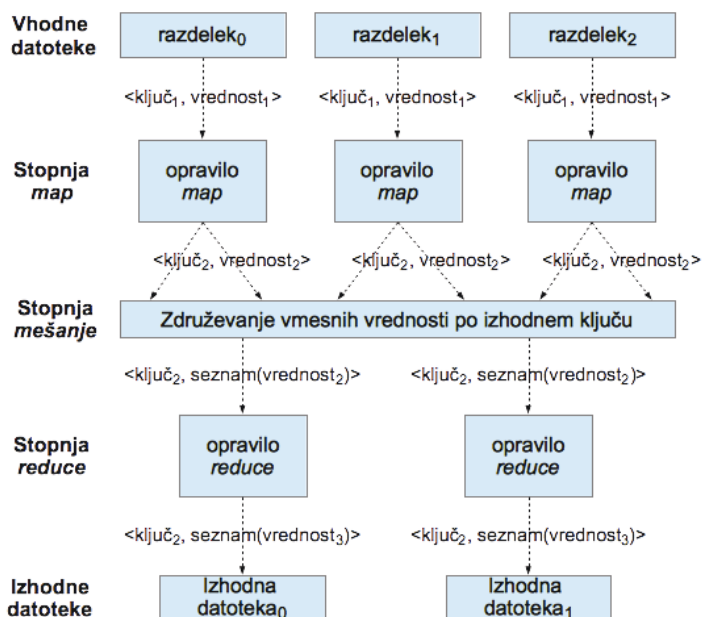 Vhodne datoteke
razdelek₀ razdelek₁ razdelek₂
<ključ₁, vrednost₁> <ključ₁, vrednost₁> <ključ₁, vrednost₁>
Stopnja
map
opravilo opravilo opravilo
map map map
<ključ₂, vrednost₂> <ključ₂, vrednost₂> <ključ₂, vrednost₂>
Stopnja
mešanje
Združevanje vmesnih vrednosti po izhodnem ključu
<ključ₂, seznam(vrednost₂)> <ključ₂, seznam(vrednost₂)>
Stopnja
reduce
opravilo opravilo
reduce reduce
<ključ₂, seznam(vrednost₃)> <ključ₂, seznam(vrednost₃)>
Izhodne
datoteke
Izhodna Izhodna
datoteka₀ datoteka₁